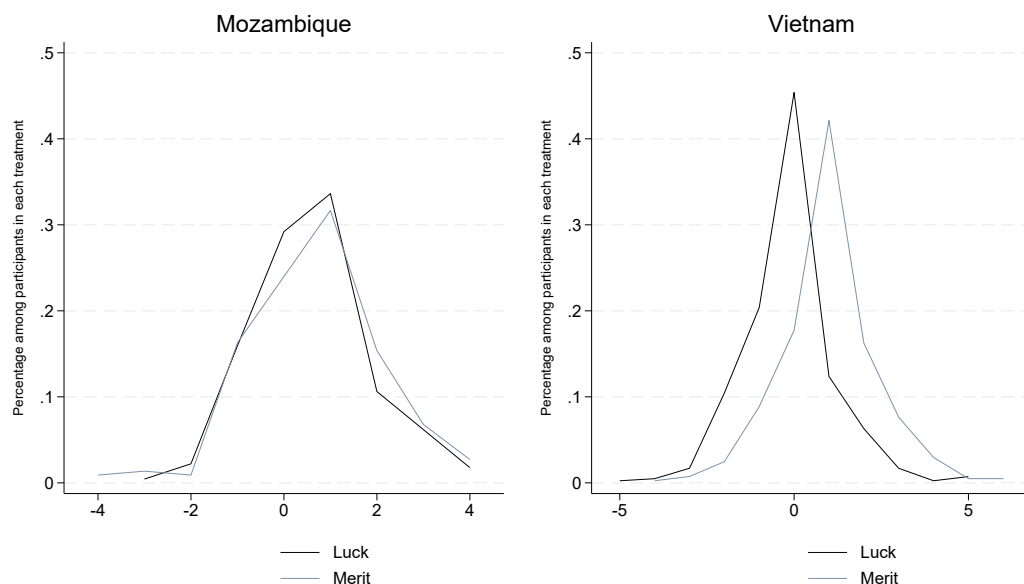 Mozambique
Percentage among participants in each treatment
.5
.4
.3
.2
.1
0
-4
-2
0
2
4
Luck
Merit
Vietnam
Percentage among participants in each treatment
.5
.4
.3
.2
.1
0
-5
0
5
Luck
Merit